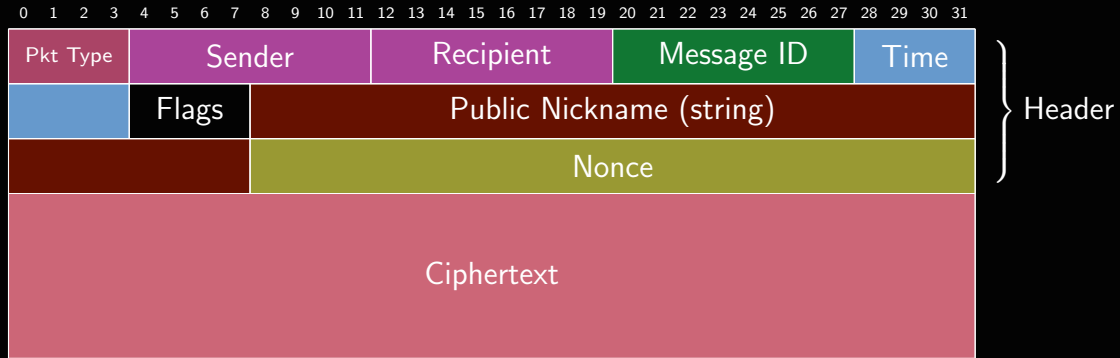 0 1 2 3 4 5 6 7 8 9 10 11 12 13 14 15 16 17 18 19 20 21 22 23 24 25 26 27 28 29 30 31
Pkt Type Sender Recipient Message ID Time
Flags Public Nickname (string) Header
Nonce
Ciphertext